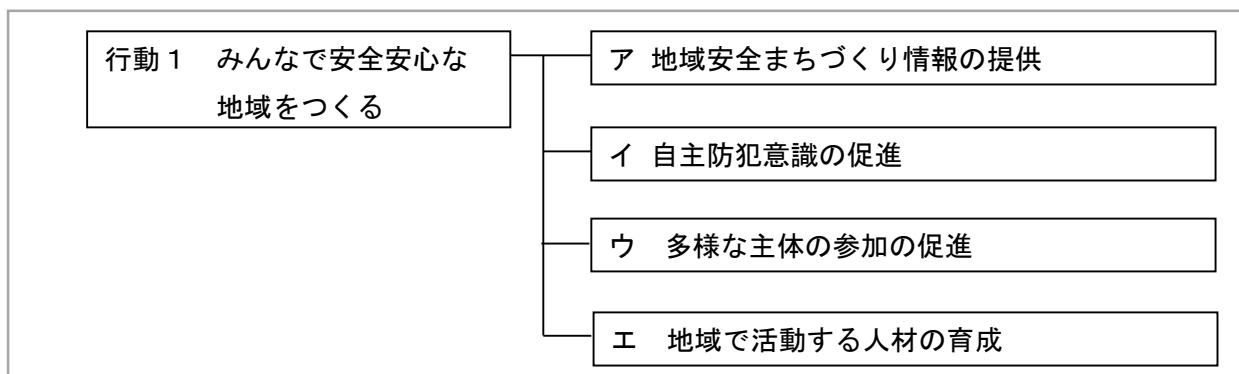 行動１　みんなで安全安心な
地域をつくる
ア 地域安全まちづくり情報の提供
イ 自主防犯意識の促進
ウ　多様な主体の参加の促進
エ　地域で活動する人材の育成